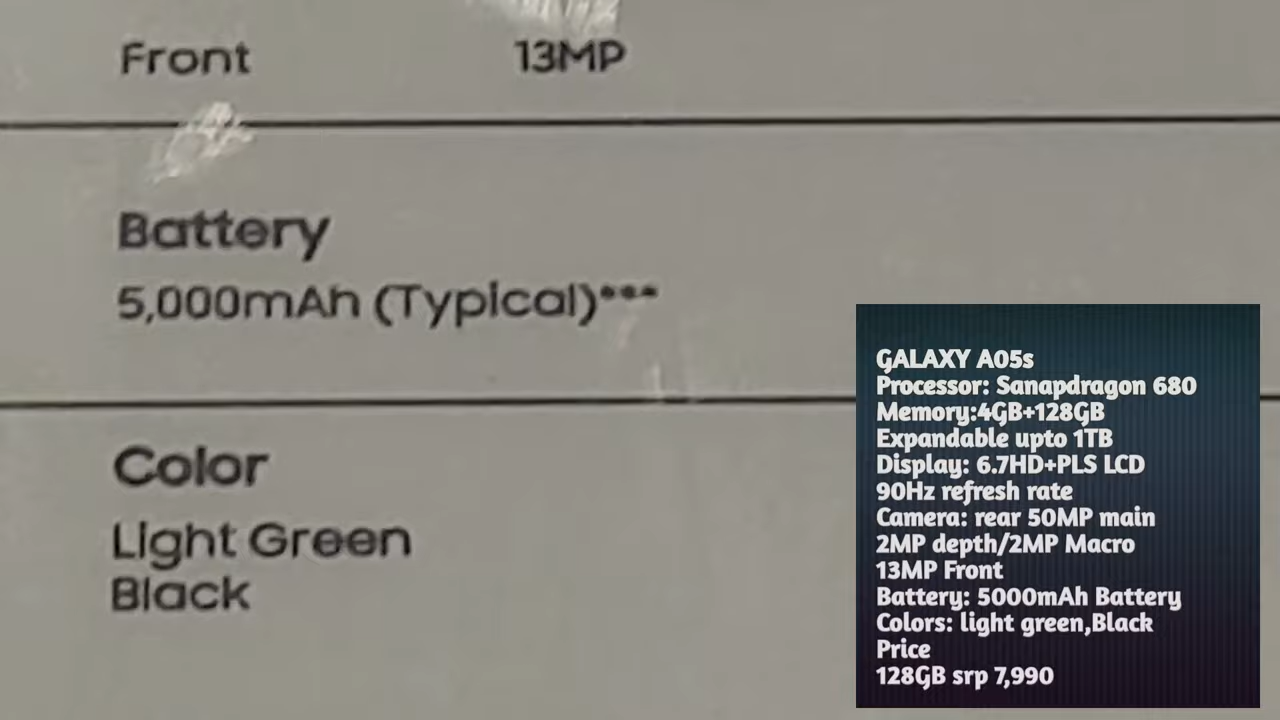 Front 13MP
Battery
5,000mAh (Typical)***
Color
Light Green
Black
GALAXY A05s
Processor: Sanapdragon 680
Memory:4GB+128GB
Expandable upto 1TB
Display: 6.7HD+PLS LCD
90Hz refresh rate
Camera: rear 50MP main
2MP depth/2MP Macro
13MP Front
Battery: 5000mAh Battery
Colors: light green,Black
Price
128GB srp 7,990